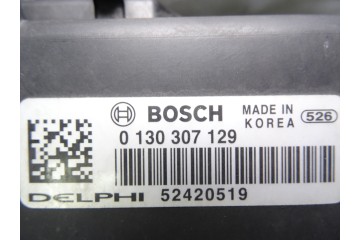 BOSCH MADE IN
KOREA 526
0 130 307 129
DELPHI 52420519